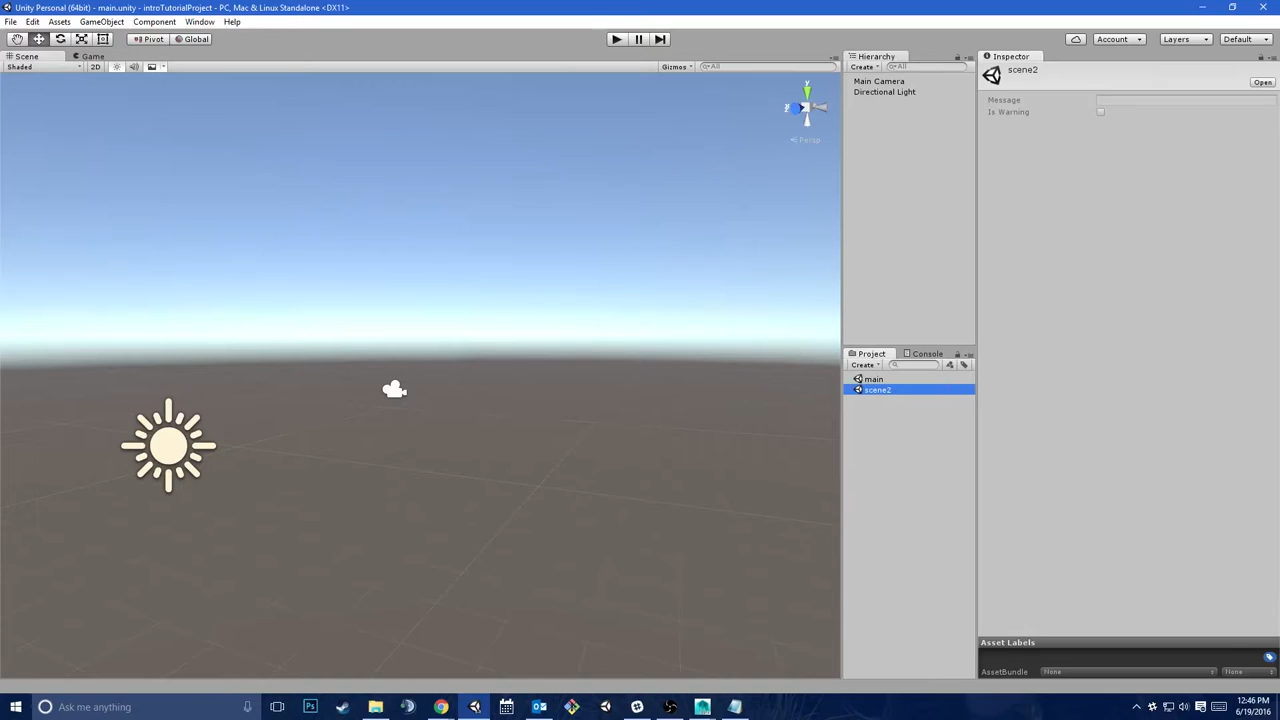 Unity Personal (64bit) - main.unity - introTutorialProject - PC, Mac & Linux Standalone <DX11>
File Edit Assets GameObject Component Window Help
Pivot Global Account Layers Default
Scene Game
Shaded 2D Gizmos All
y
Persp
Hierarchy
Create All
Main Camera
Directional Light
Project Console
Create
main
scene2
Inspector
scene2
Open
Message
Is Warning
Asset Labels
AssetBundle None None
Ask me anything
12:46 PM
6/19/2016